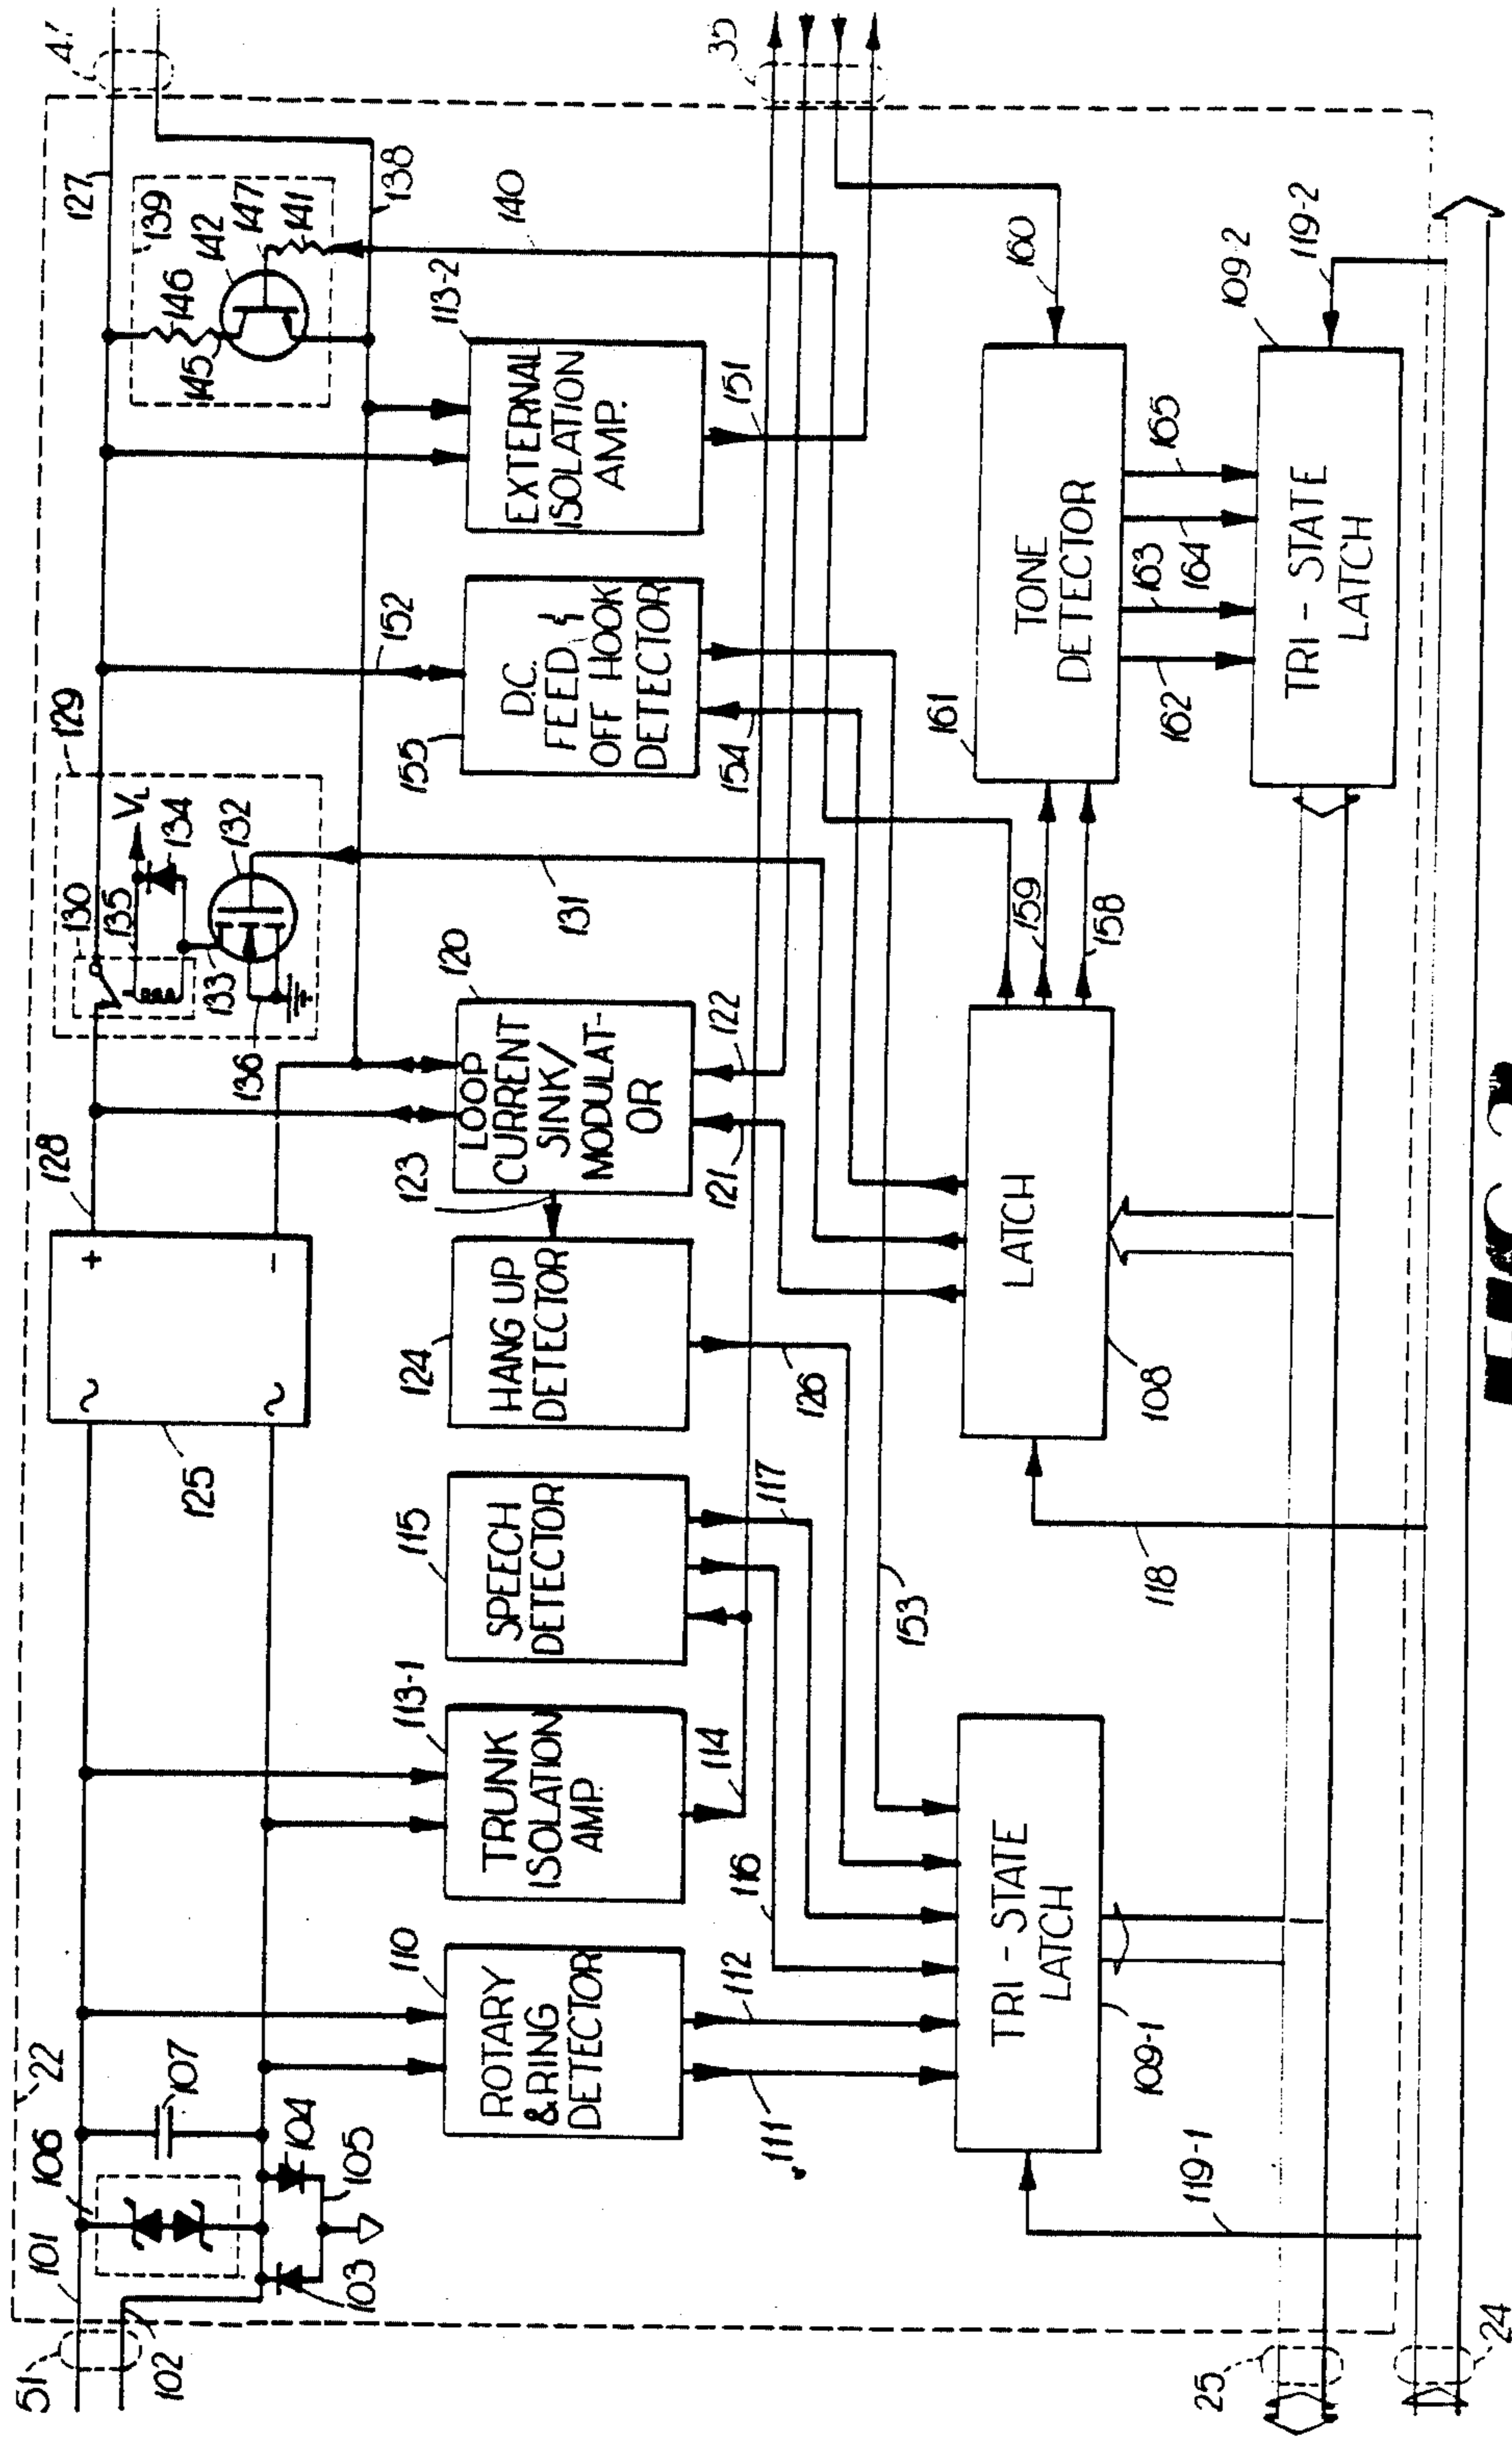 51
101
102
22
106
107
104
105
103
125
~
~
+
-
128
129
130
135
V_L
134
133
132
136
131
127
139
142
147
141
146
145
138
140
41
35
110
ROTARY
& RING
DETECTOR
111
112
113-1
TRUNK
ISOLATION
AMP.
114
115
SPEECH
DETECTOR
116
117
124
HANG UP
DETECTOR
126
123
120
LOOP
CURRENT
SINK/
MODULAT-
OR
121
122
155
D.C.
FEED &
OFF HOOK
DETECTOR
152
154
153
113-2
EXTERNAL
ISOLATION
AMP.
151
109-1
TRI-STATE
LATCH
119-1
118
LATCH
108
159
158
161
TONE
DETECTOR
160
162
163
164
165
109-2
TRI-STATE
LATCH
119-2
25
24